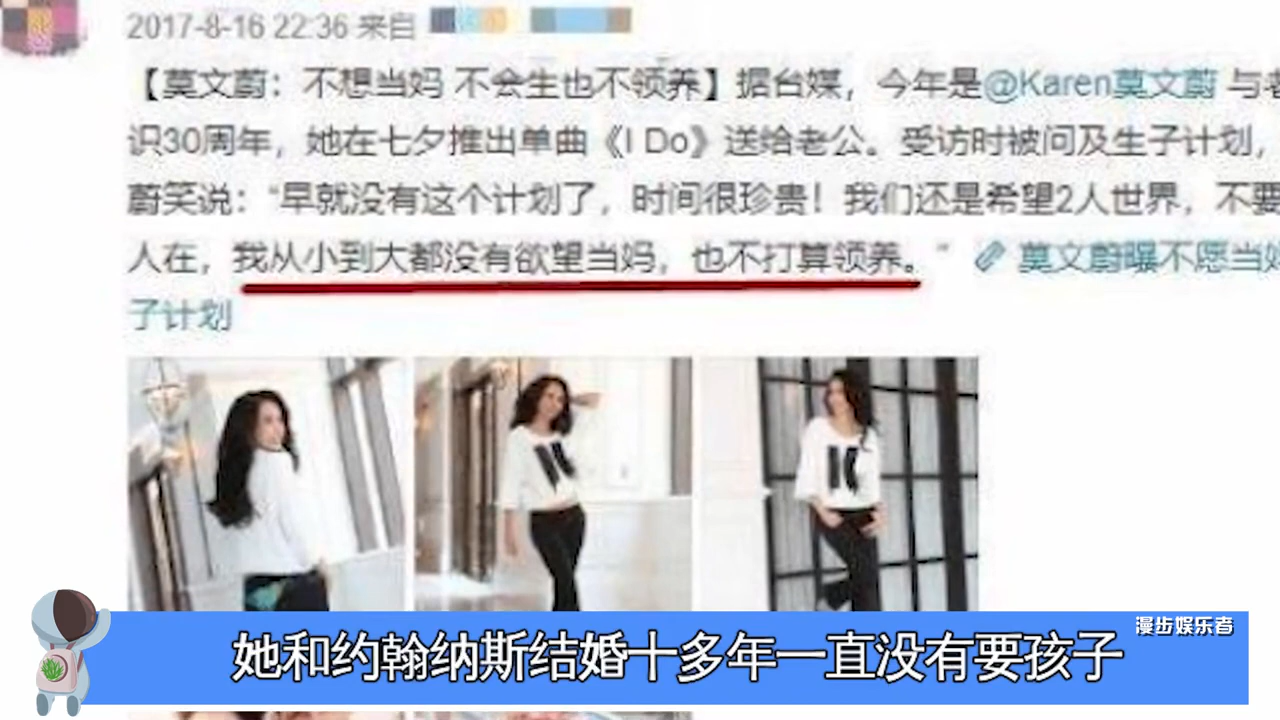 2017-8-16 22:36 来自
【莫文蔚：不想当妈 不会生也不领养】据台媒，今年是@Karen莫文蔚 与老
识30周年，她在七夕推出单曲《I Do》送给老公。受访时被问及生子计划，
蔚笑说："早就没有这个计划了，时间很珍贵！我们还是希望2人世界，不要
人在，我从小到大都没有欲望当妈，也不打算领养。" 莫文蔚曝不愿当妈
子计划
漫步娱乐者
她和约翰纳斯结婚十多年一直没有要孩子